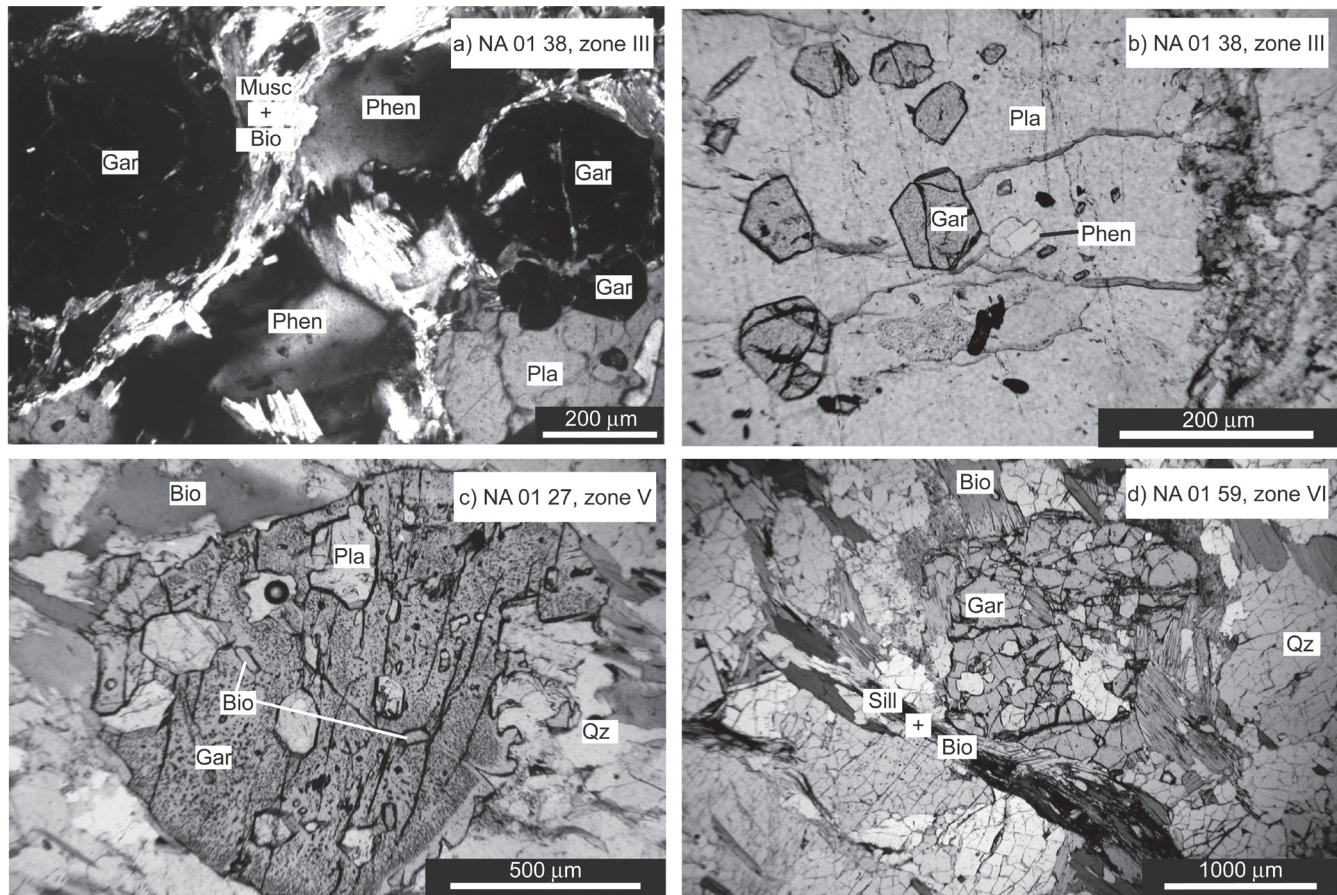 a) NA 01 38, zone III
Musc
+
Bio
Phen
Gar
Gar
Phen
Gar
Pla
200 µm
b) NA 01 38, zone III
Pla
Gar
Phen
200 µm
c) NA 01 27, zone V
Bio
Pla
Bio
Gar
Qz
500 µm
d) NA 01 59, zone VI
Bio
Gar
Qz
Sill
+
Bio
1000 µm